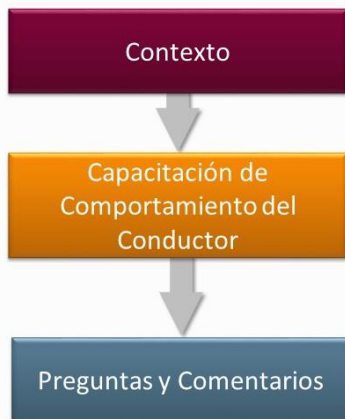 Contexto
Capacitación de
Comportamiento del
Conductor
Preguntas y Comentarios